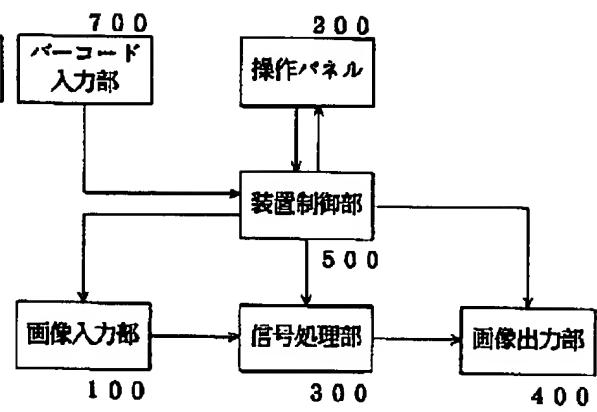 700
200
バーコード
入力部
操作パネル
装置制御部
500
画像入力部
信号処理部
画像出力部
100
300
400